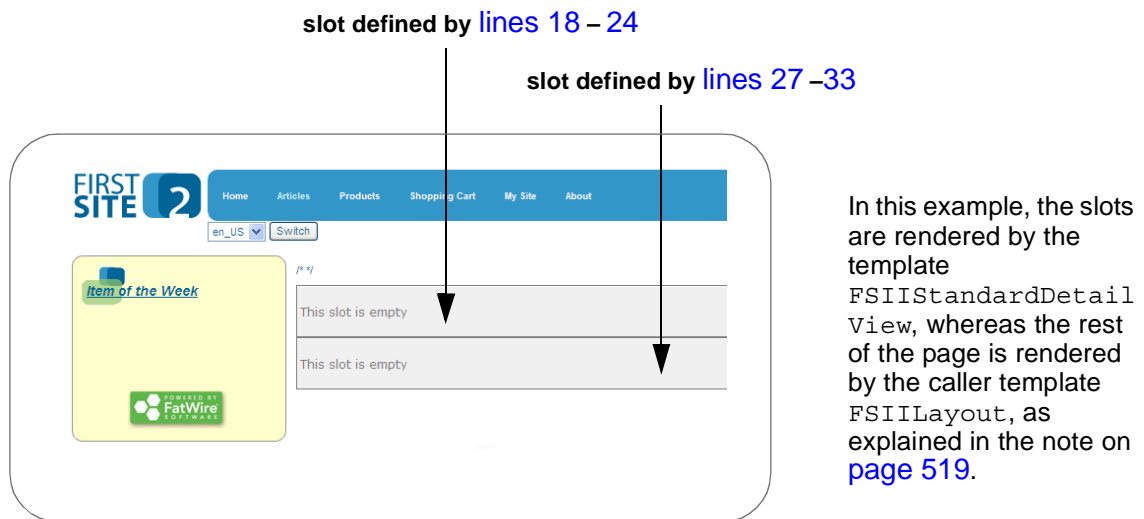 slot defined by lines 18 – 24
slot defined by lines 27 –33
FIRST
SITE 2
Home Articles Products Shopping Cart My Site About
en_US Switch
/* */
Item of the Week
This slot is empty
This slot is empty
POWERED BY
FatWire
SOFTWARE
In this example, the slots
are rendered by the
template
FSIIStandardDetail
View, whereas the rest
of the page is rendered
by the caller template
FSIILayout, as
explained in the note on
page 519.